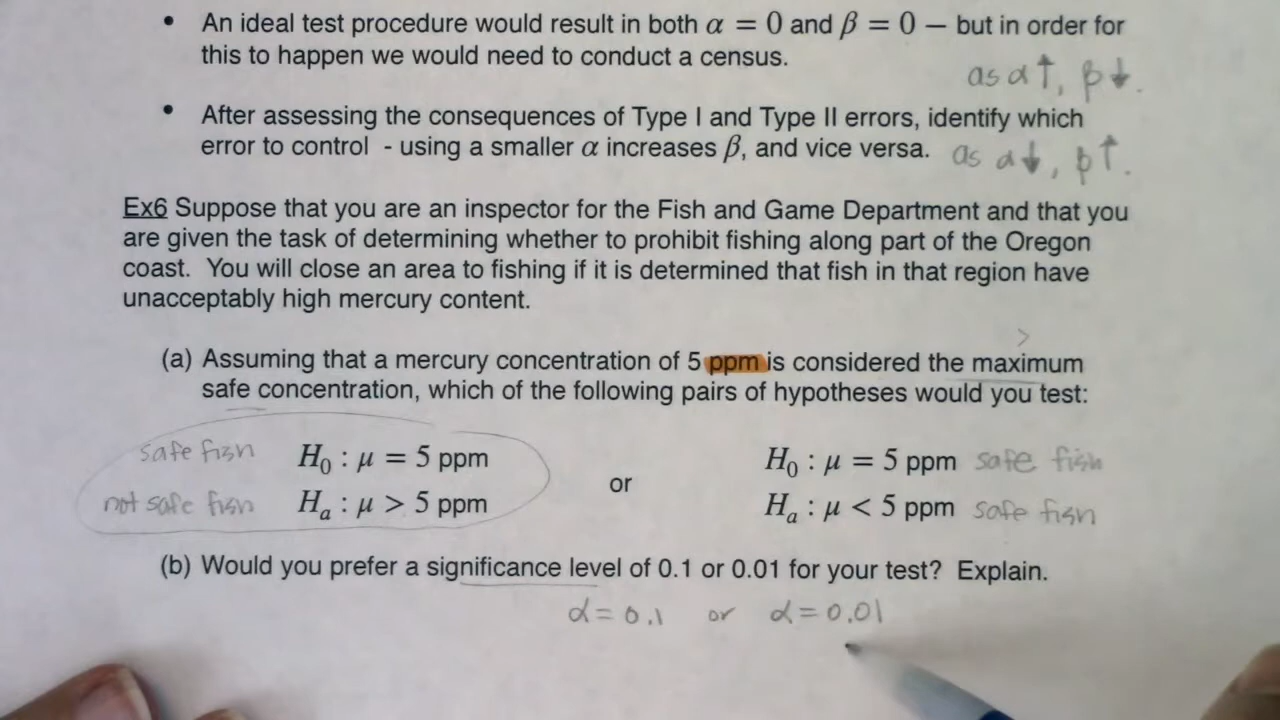 • An ideal test procedure would result in both α = 0 and β = 0 – but in order for
this to happen we would need to conduct a census.
as α↑, β↓.
• After assessing the consequences of Type I and Type II errors, identify which
error to control - using a smaller α increases β, and vice versa. as α↓, β↑.
Ex6 Suppose that you are an inspector for the Fish and Game Department and that you
are given the task of determining whether to prohibit fishing along part of the Oregon
coast. You will close an area to fishing if it is determined that fish in that region have
unacceptably high mercury content.
>
(a) Assuming that a mercury concentration of 5 ppm is considered the maximum
safe concentration, which of the following pairs of hypotheses would you test:
safe fish H₀ : μ = 5 ppm
not safe fish Hₐ : μ > 5 ppm
or
H₀ : μ = 5 ppm safe fish
Hₐ : μ < 5 ppm safe fish
(b) Would you prefer a significance level of 0.1 or 0.01 for your test? Explain.
α = 0.1 or α = 0.01